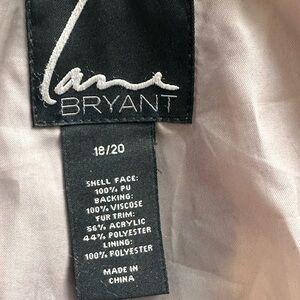 Lane
BRYANT
18/20
SHELL FACE:
100% PU
BACKING:
100% VISCOSE
FUR TRIM:
56% ACRYLIC
44% POLYESTER
LINING:
100% POLYESTER
MADE IN
CHINA